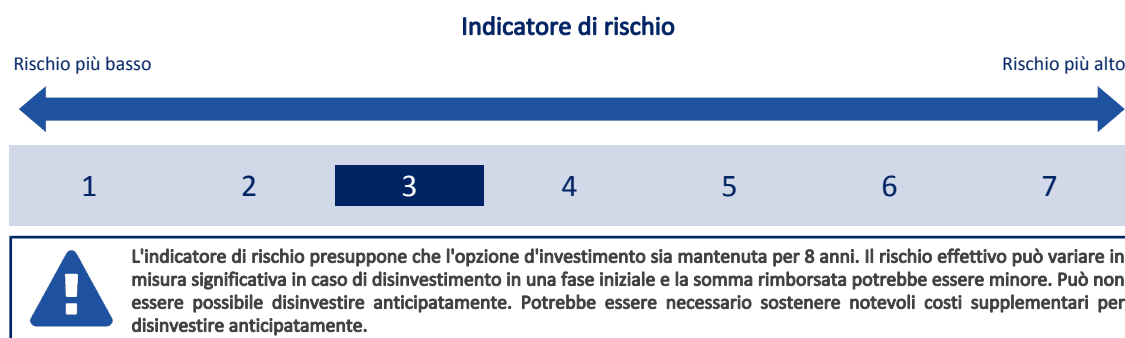 Indicatore di rischio
Rischio più basso
Rischio più alto
1 2 3 4 5 6 7
L'indicatore di rischio presuppone che l'opzione d'investimento sia mantenuta per 8 anni. Il rischio effettivo può variare in
misura significativa in caso di disinvestimento in una fase iniziale e la somma rimborsata potrebbe essere minore. Può non
essere possibile disinvestire anticipatamente. Potrebbe essere necessario sostenere notevoli costi supplementari per
disinvestire anticipatamente.